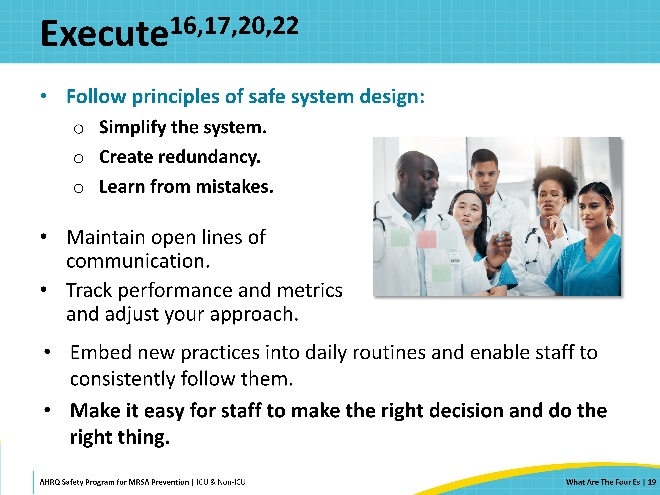 Execute16,17,20,22
• Follow principles of safe system design:
o Simplify the system.
o Create redundancy.
o Learn from mistakes.
• Maintain open lines of
communication.
• Track performance and metrics
and adjust your approach.
• Embed new practices into daily routines and enable staff to
consistently follow them.
• Make it easy for staff to make the right decision and do the
right thing.
AHRQ Safety Program for MRSA Prevention | ICU & Non-ICU
What Are The Four Es | 19